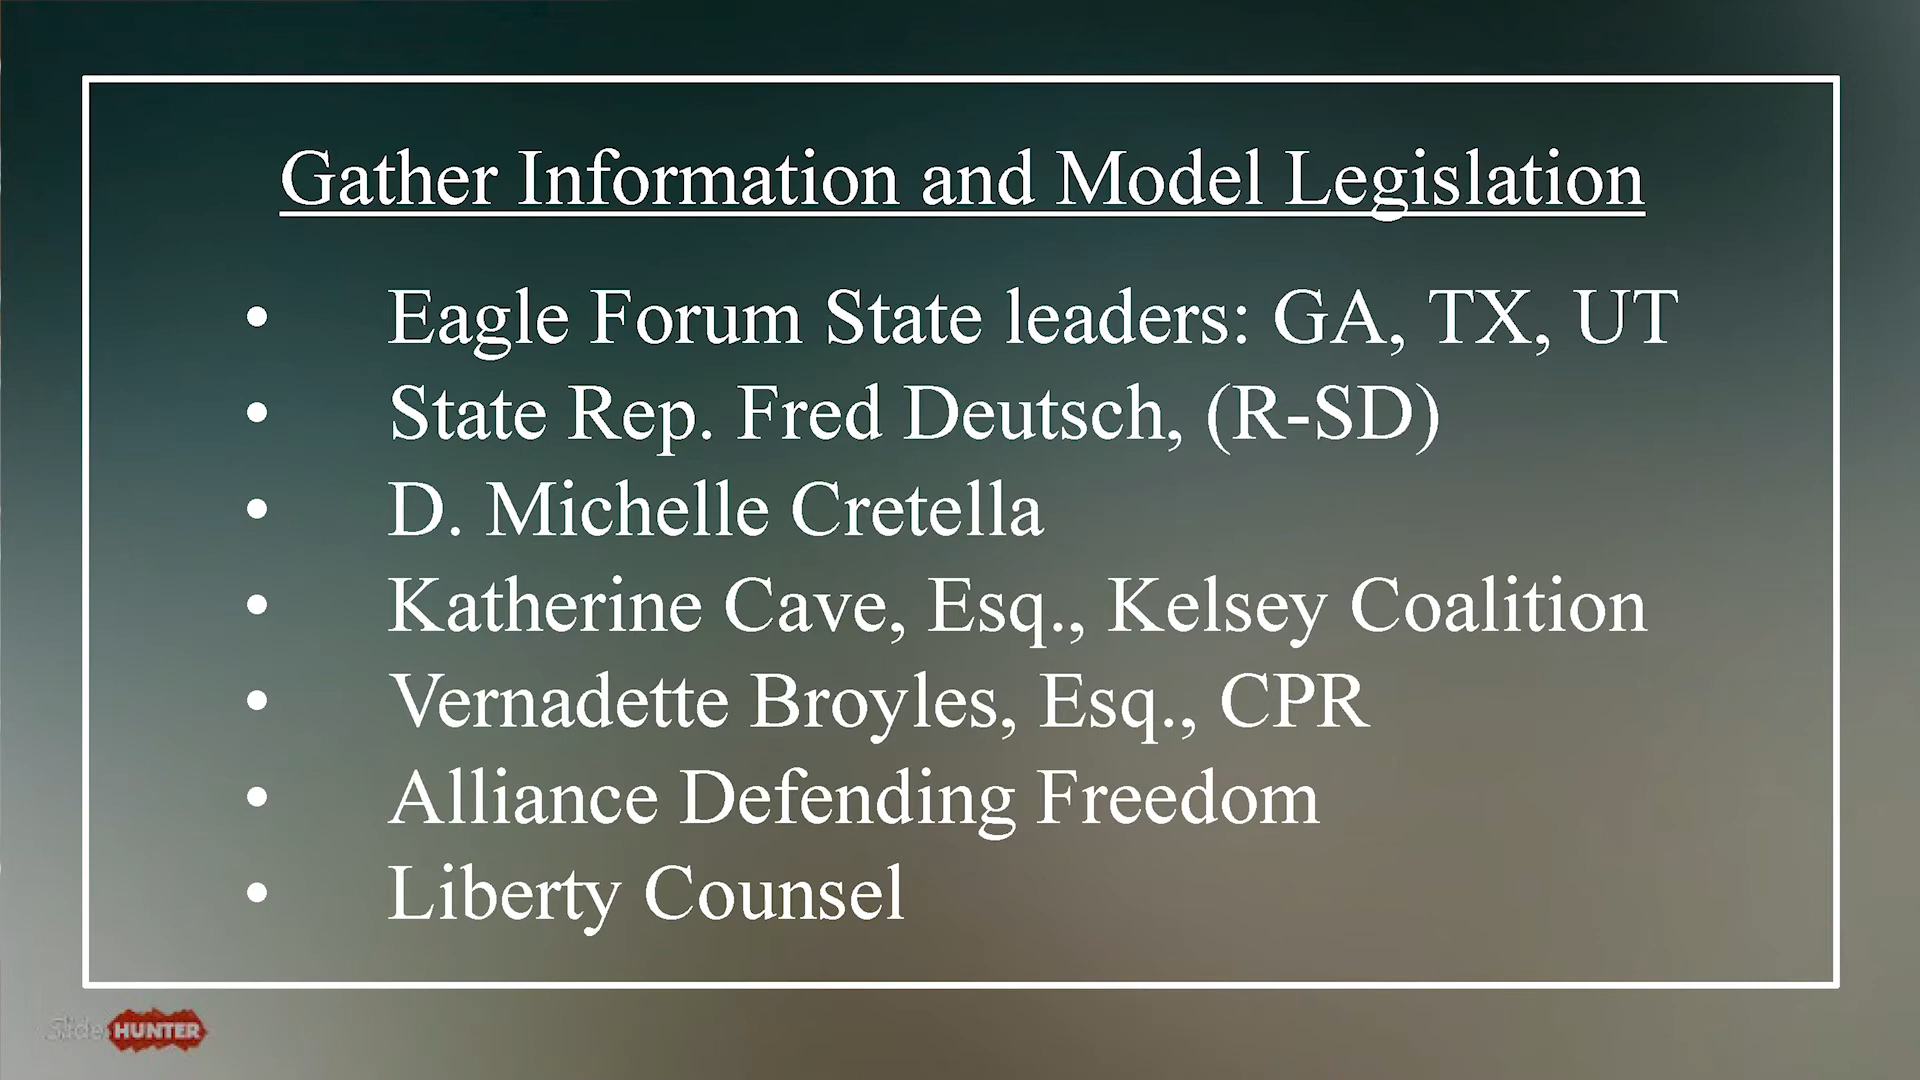 Gather Information and Model Legislation
• Eagle Forum State leaders: GA, TX, UT
• State Rep. Fred Deutsch, (R-SD)
• D. Michelle Cretella
• Katherine Cave, Esq., Kelsey Coalition
• Vernadette Broyles, Esq., CPR
• Alliance Defending Freedom
• Liberty Counsel
Slide HUNTER